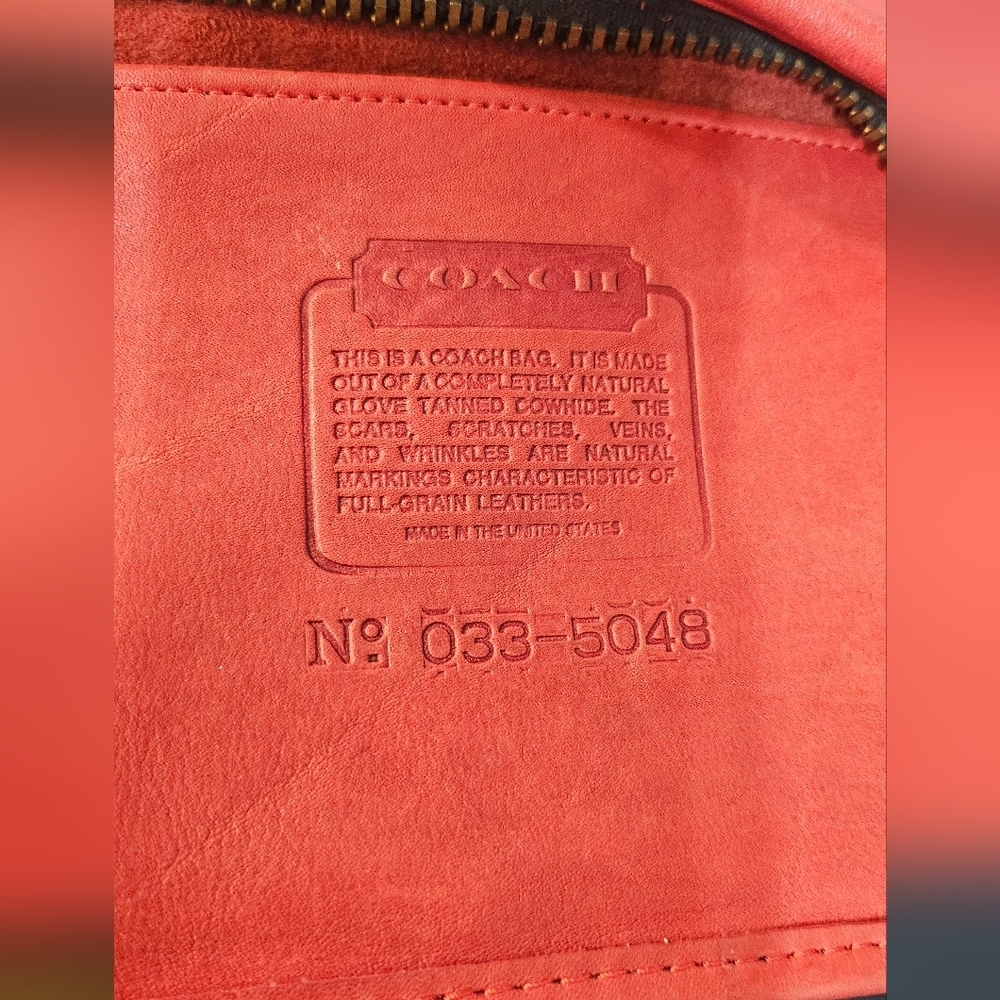 COACH
THIS IS A COACH BAG. IT IS MADE
OUT OF A COMPLETELY NATURAL
GLOVE TANNED COWHIDE. THE
SCARS, SCRATCHES, VEINS,
AND WRINKLES ARE NATURAL
MARKINGS CHARACTERISTIC OF
FULL-GRAIN LEATHERS.
MADE IN THE UNITED STATES
Nº 033-5048